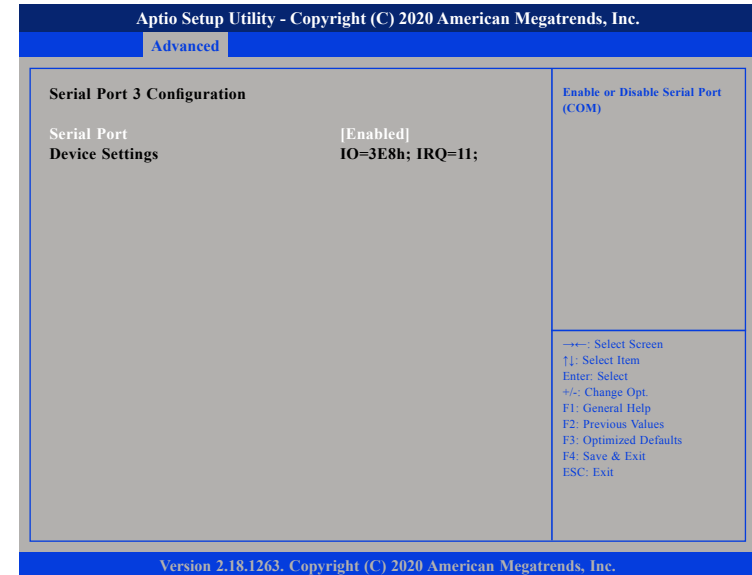 Aptio Setup Utility - Copyright (C) 2020 American Megatrends, Inc.
Advanced
Serial Port 3 Configuration
Serial Port [Enabled]
Device Settings IO=3E8h; IRQ=11;
Enable or Disable Serial Port
(COM)
→←: Select Screen
↑↓: Select Item
Enter: Select
+/-: Change Opt.
F1: General Help
F2: Previous Values
F3: Optimized Defaults
F4: Save & Exit
ESC: Exit
Version 2.18.1263. Copyright (C) 2020 American Megatrends, Inc.